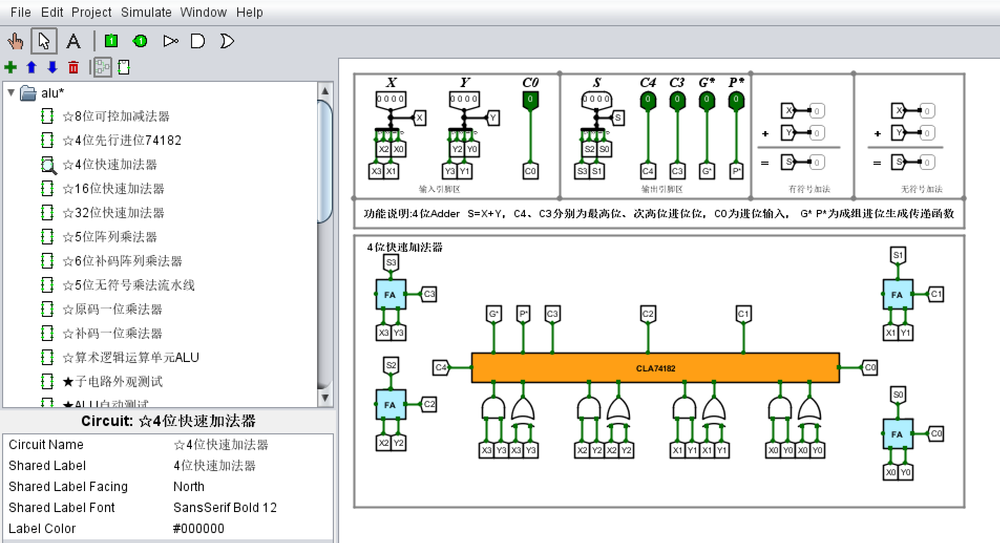 File Edit Project Simulate Window Help
A 1 1
alu*
☆8位可控加减法器
☆4位先行进位74182
☆4位快速加法器
☆16位快速加法器
☆32位快速加法器
☆5位阵列乘法器
☆6位补码阵列乘法器
☆5位无符号乘法流水线
☆原码一位乘法器
☆补码一位乘法器
☆算术逻辑运算单元ALU
★子电路外观测试
★ALU自动测试
Circuit: ☆4位快速加法器
Circuit Name ☆4位快速加法器
Shared Label 4位快速加法器
Shared Label Facing North
Shared Label Font SansSerif Bold 12
Label Color #000000
X Y C0 S C4 C3 G* P*
0000 0000 0 0000 0 0 0 0
X Y S
X2 X0 Y2 Y0 S2 S0
X3 X1 Y3 Y1 C0 S3 S1 C4 C3 G* P*
输入引脚区 输出引脚区
X 0
+ Y 0
= S 0
有符号加法
X 0
+ Y 0
= S 0
无符号加法
功能说明:4位Adder S=X+Y, C4、C3分别为最高位、次高位进位位, C0为进位输入, G* P*为成组进位生成传递函数
4位快速加法器
S3
FA C3
X3 Y3
S2
FA C2
X2 Y2
G* P* C3 C2 C1
C4 CLA74182 C0
X3 Y3 X3 Y3 X2 Y2 X2 Y2 X1 Y1 X1 Y1 X0 Y0 X0 Y0
S1
FA C1
X1 Y1
S0
FA C0
X0 Y0